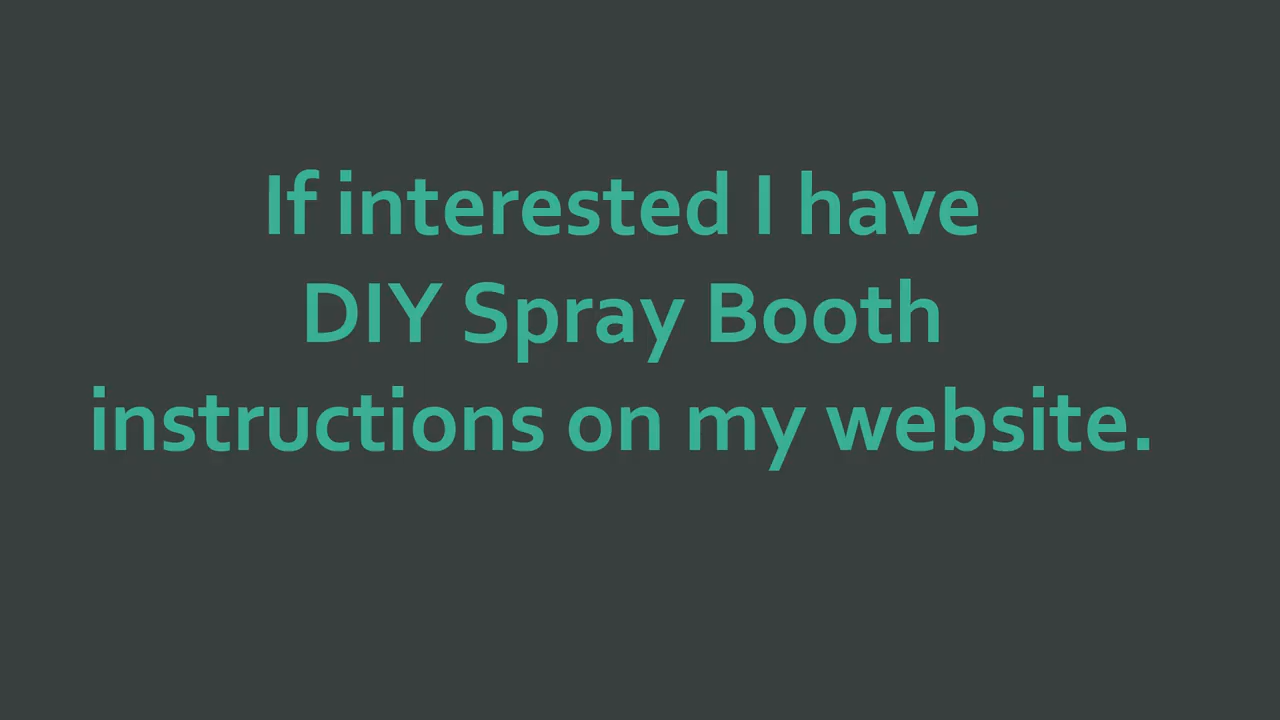 If interested I have
DIY Spray Booth
instructions on my website.